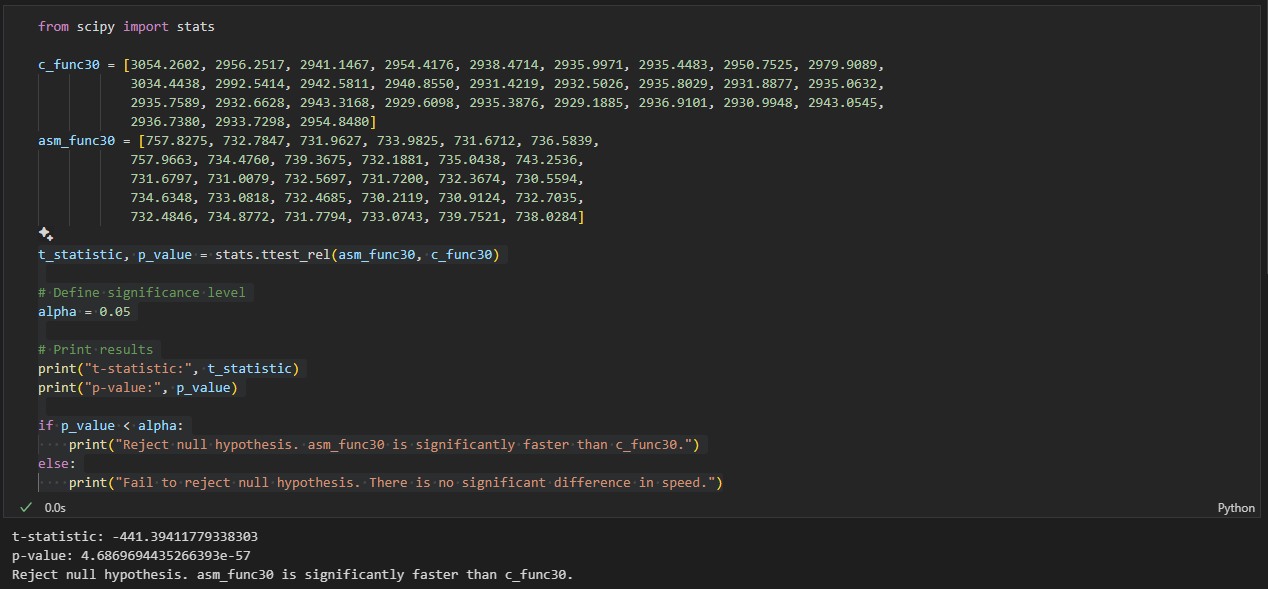 from scipy import stats
c_func30 = [3054.2602, 2956.2517, 2941.1467, 2954.4176, 2938.4714, 2935.9971, 2935.4483, 2950.7525, 2979.9089,
3034.4438, 2992.5414, 2942.5811, 2940.8550, 2931.4219, 2932.5026, 2935.8029, 2931.8877, 2935.0632,
2935.7589, 2932.6628, 2943.3168, 2929.6098, 2935.3876, 2929.1885, 2936.9101, 2930.9948, 2943.0545,
2936.7380, 2933.7298, 2954.8480]
asm_func30 = [757.8275, 732.7847, 731.9627, 733.9825, 731.6712, 736.5839,
757.9663, 734.4760, 739.3675, 732.1881, 735.0438, 743.2536,
731.6797, 731.0079, 732.5697, 731.7200, 732.3674, 730.5594,
734.6348, 733.0818, 732.4685, 730.2119, 730.9124, 732.7035,
732.4846, 734.8772, 731.7794, 733.0743, 739.7521, 738.0284]
t_statistic, p_value = stats.ttest_rel(asm_func30, c_func30)
# Define significance level
alpha = 0.05
# Print results
print("t-statistic:", t_statistic)
print("p-value:", p_value)
if p_value < alpha:
    print("Reject null hypothesis. asm_func30 is significantly faster than c_func30.")
else:
    print("Fail to reject null hypothesis. There is no significant difference in speed.")
0.0s
Python
t-statistic: -441.39411779338303
p-value: 4.6869694435266393e-57
Reject null hypothesis. asm_func30 is significantly faster than c_func30.